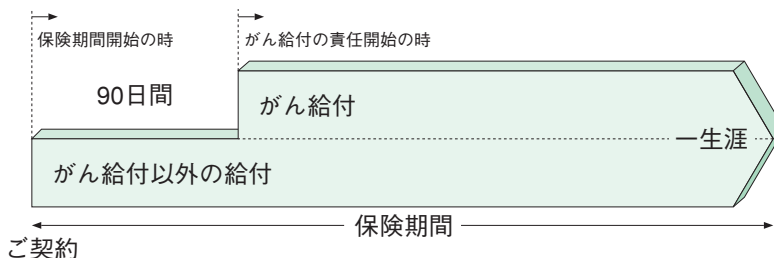 保険期間開始の時
がん給付の責任開始の時
90日間
がん給付
一生涯
がん給付以外の給付
保険期間
ご契約